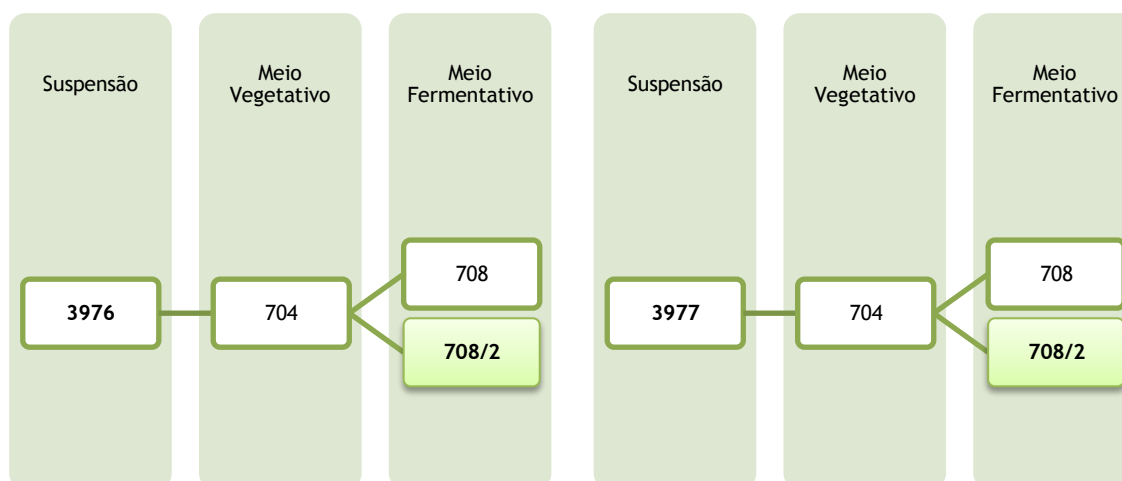 Suspensão
Meio
Vegetativo
Meio
Fermentativo
3976
704
708
708/2
Suspensão
Meio
Vegetativo
Meio
Fermentativo
3977
704
708
708/2